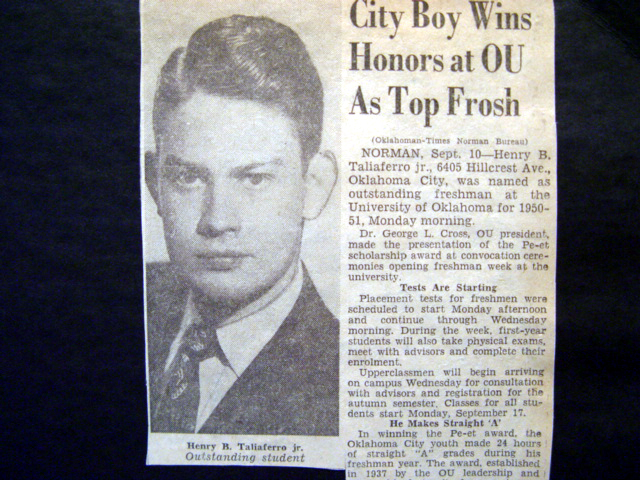 City Boy Wins
Honors at OU
As Top Frosh
(Oklahoman-Times Norman Bureau)
NORMAN, Sept. 10—Henry B.
Taliaferro jr., 6405 Hillcrest Ave.,
Oklahoma City, was named as
outstanding freshman at the
University of Oklahoma for 1950-
51, Monday morning.
Dr. George L. Cross, OU president,
made the presentation of the Pe-et
scholarship award at convocation cere-
monies opening freshman week at the
university.
Tests Are Starting
Placement tests for freshmen were
scheduled to start Monday afternoon
and continue through Wednesday
morning. During the week, first-year
students will also take physical exams,
meet with advisors and complete their
enrolment.
Upperclassmen will begin arriving
on campus Wednesday for consultation
with advisors and registration for the
autumn semester. Classes for all stu-
dents start Monday, September 17.
He Makes Straight 'A'
In winning the Pe-et award, the
Oklahoma City youth made 24 hours
of straight "A" grades during his
freshman year. The award, established
in 1937 by the OU leadership and
Henry B. Taliaferro jr.
Outstanding student